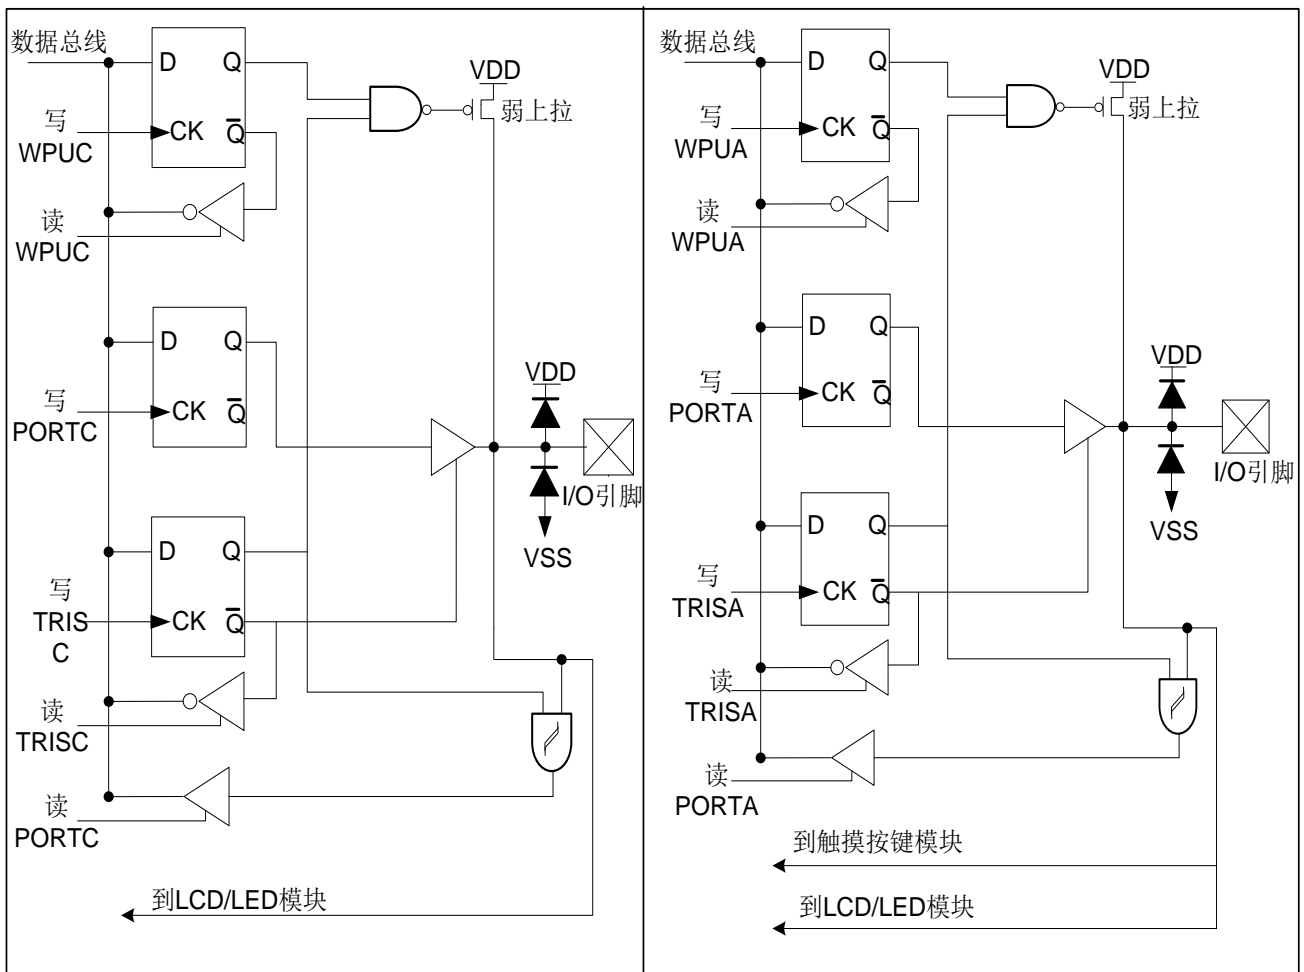 数据总线
D Q
VDD
弱上拉
写
WPUC
CK Q̅
读
WPUC
D Q
写
PORTC
CK Q̅
VDD
I/O引脚
VSS
D Q
写
TRIS
C
CK Q̅
读
TRISC
读
PORTC
到LCD/LED模块
数据总线
D Q
VDD
弱上拉
写
WPUA
CK Q̅
读
WPUA
D Q
写
PORTA
CK Q̅
VDD
I/O引脚
VSS
D Q
写
TRISA
CK Q̅
读
TRISA
读
PORTA
到触摸按键模块
到LCD/LED模块